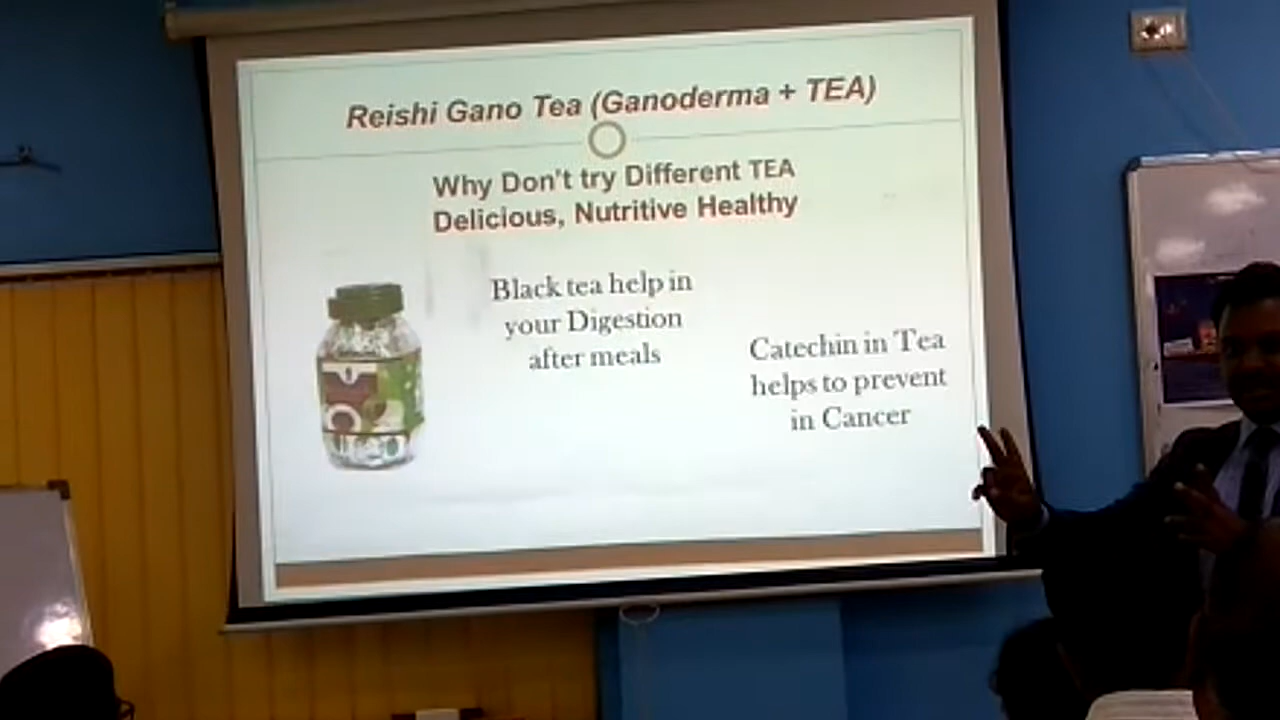 Reishi Gano Tea (Ganoderma + TEA)
Why Don't try Different TEA
Delicious, Nutritive Healthy
Black tea help in
your Digestion
after meals
Catechin in Tea
helps to prevent
in Cancer